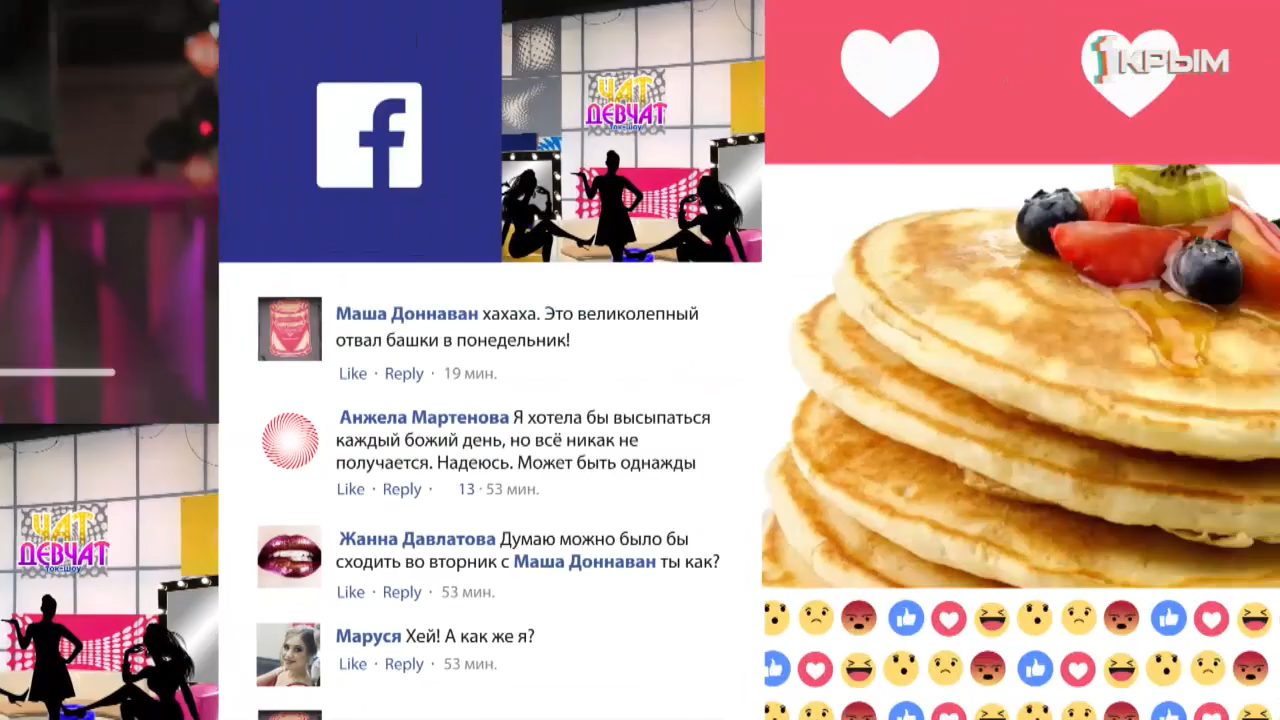 1 КРЫМ
ЧАТ
ДЕВЧАТ
ТОК-ШОУ
Маша Доннаван хахаха. Это великолепный
отвал башки в понедельник!
Like · Reply · 19 мин.
Анжела Мартенова Я хотела бы высыпаться
каждый божий день, но всё никак не
получается. Надеюсь. Может быть однажды
Like · Reply · 13 · 53 мин.
Жанна Давлатова Думаю можно было бы
сходить во вторник с Маша Доннаван ты как?
Like · Reply · 53 мин.
Маруся Хей! А как же я?
Like · Reply · 53 мин.
ЧАТ
ДЕВЧАТ
ТОК-ШОУ